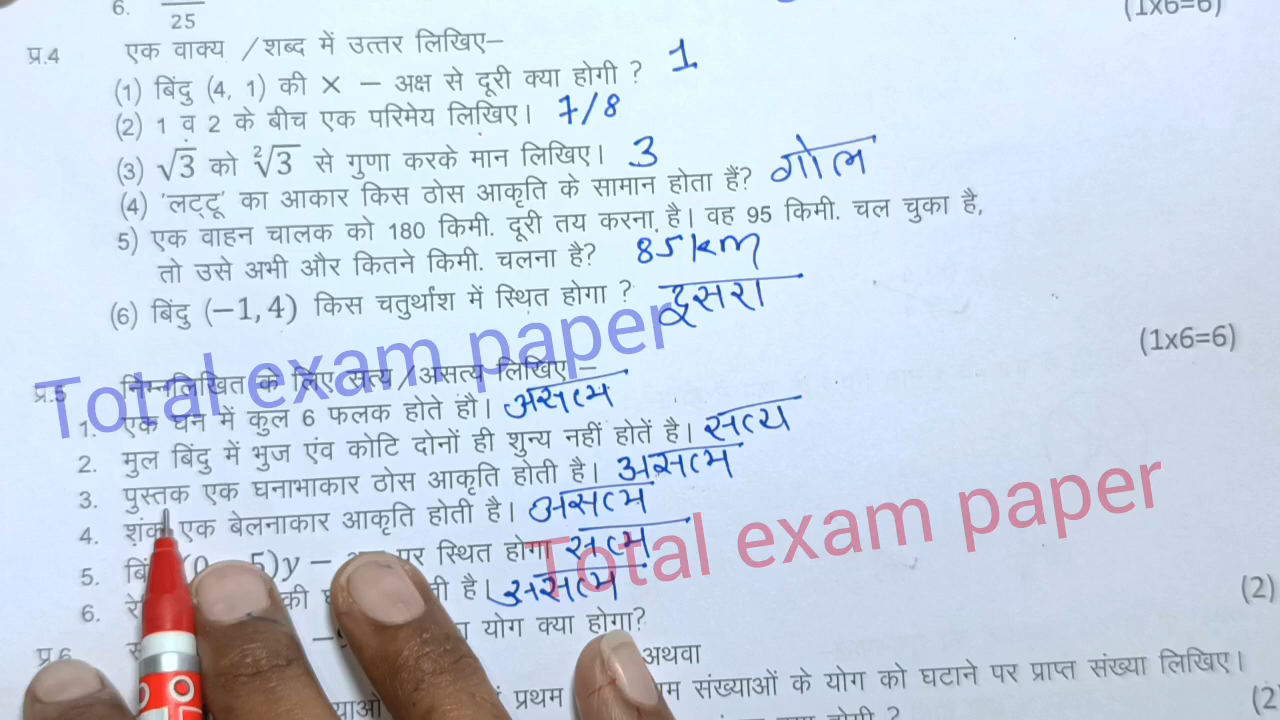 6. 25
(1x6=6)
प्र.4 एक वाक्य /शब्द में उत्तर लिखिए–
(1) बिंदु (4, 1) की X – अक्ष से दूरी क्या होगी ? 1
(2) 1 व 2 के बीच एक परिमेय लिखिए। 7/8
(3) √3 को ²√3 से गुणा करके मान लिखिए। 3
(4) 'लट्टू' का आकार किस ठोस आकृति के सामान होता हैं? गोल
5) एक वाहन चालक को 180 किमी. दूरी तय करना है। वह 95 किमी. चल चुका है,
तो उसे अभी और कितने किमी. चलना है? 85 km
(6) बिंदु (−1, 4) किस चतुर्थांश में स्थित होगा ? दूसरा
Total exam paper
(1x6=6)
प्र.5 निम्नलिखित के लिए सत्य /असत्य लिखिए –
1. एक घन में कुल 6 फलक होते हौ। असत्य
2. मुल बिंदु में भुज एंव कोटि दोनों ही शुन्य नहीं होतें है। सत्य
3. पुस्तक एक घनाभाकार ठोस आकृति होती है। असत्य
4. शंकु एक बेलनाकार आकृति होती है। असत्य
Total exam paper
5. (0 5)y – पर स्थित होगा सत्य
6. की है। असत्य
(2)
प्र.6 योग क्या होगा?
अथवा
प्रथम संख्याओं के योग को घटाने पर प्राप्त संख्या लिखिए।
(2